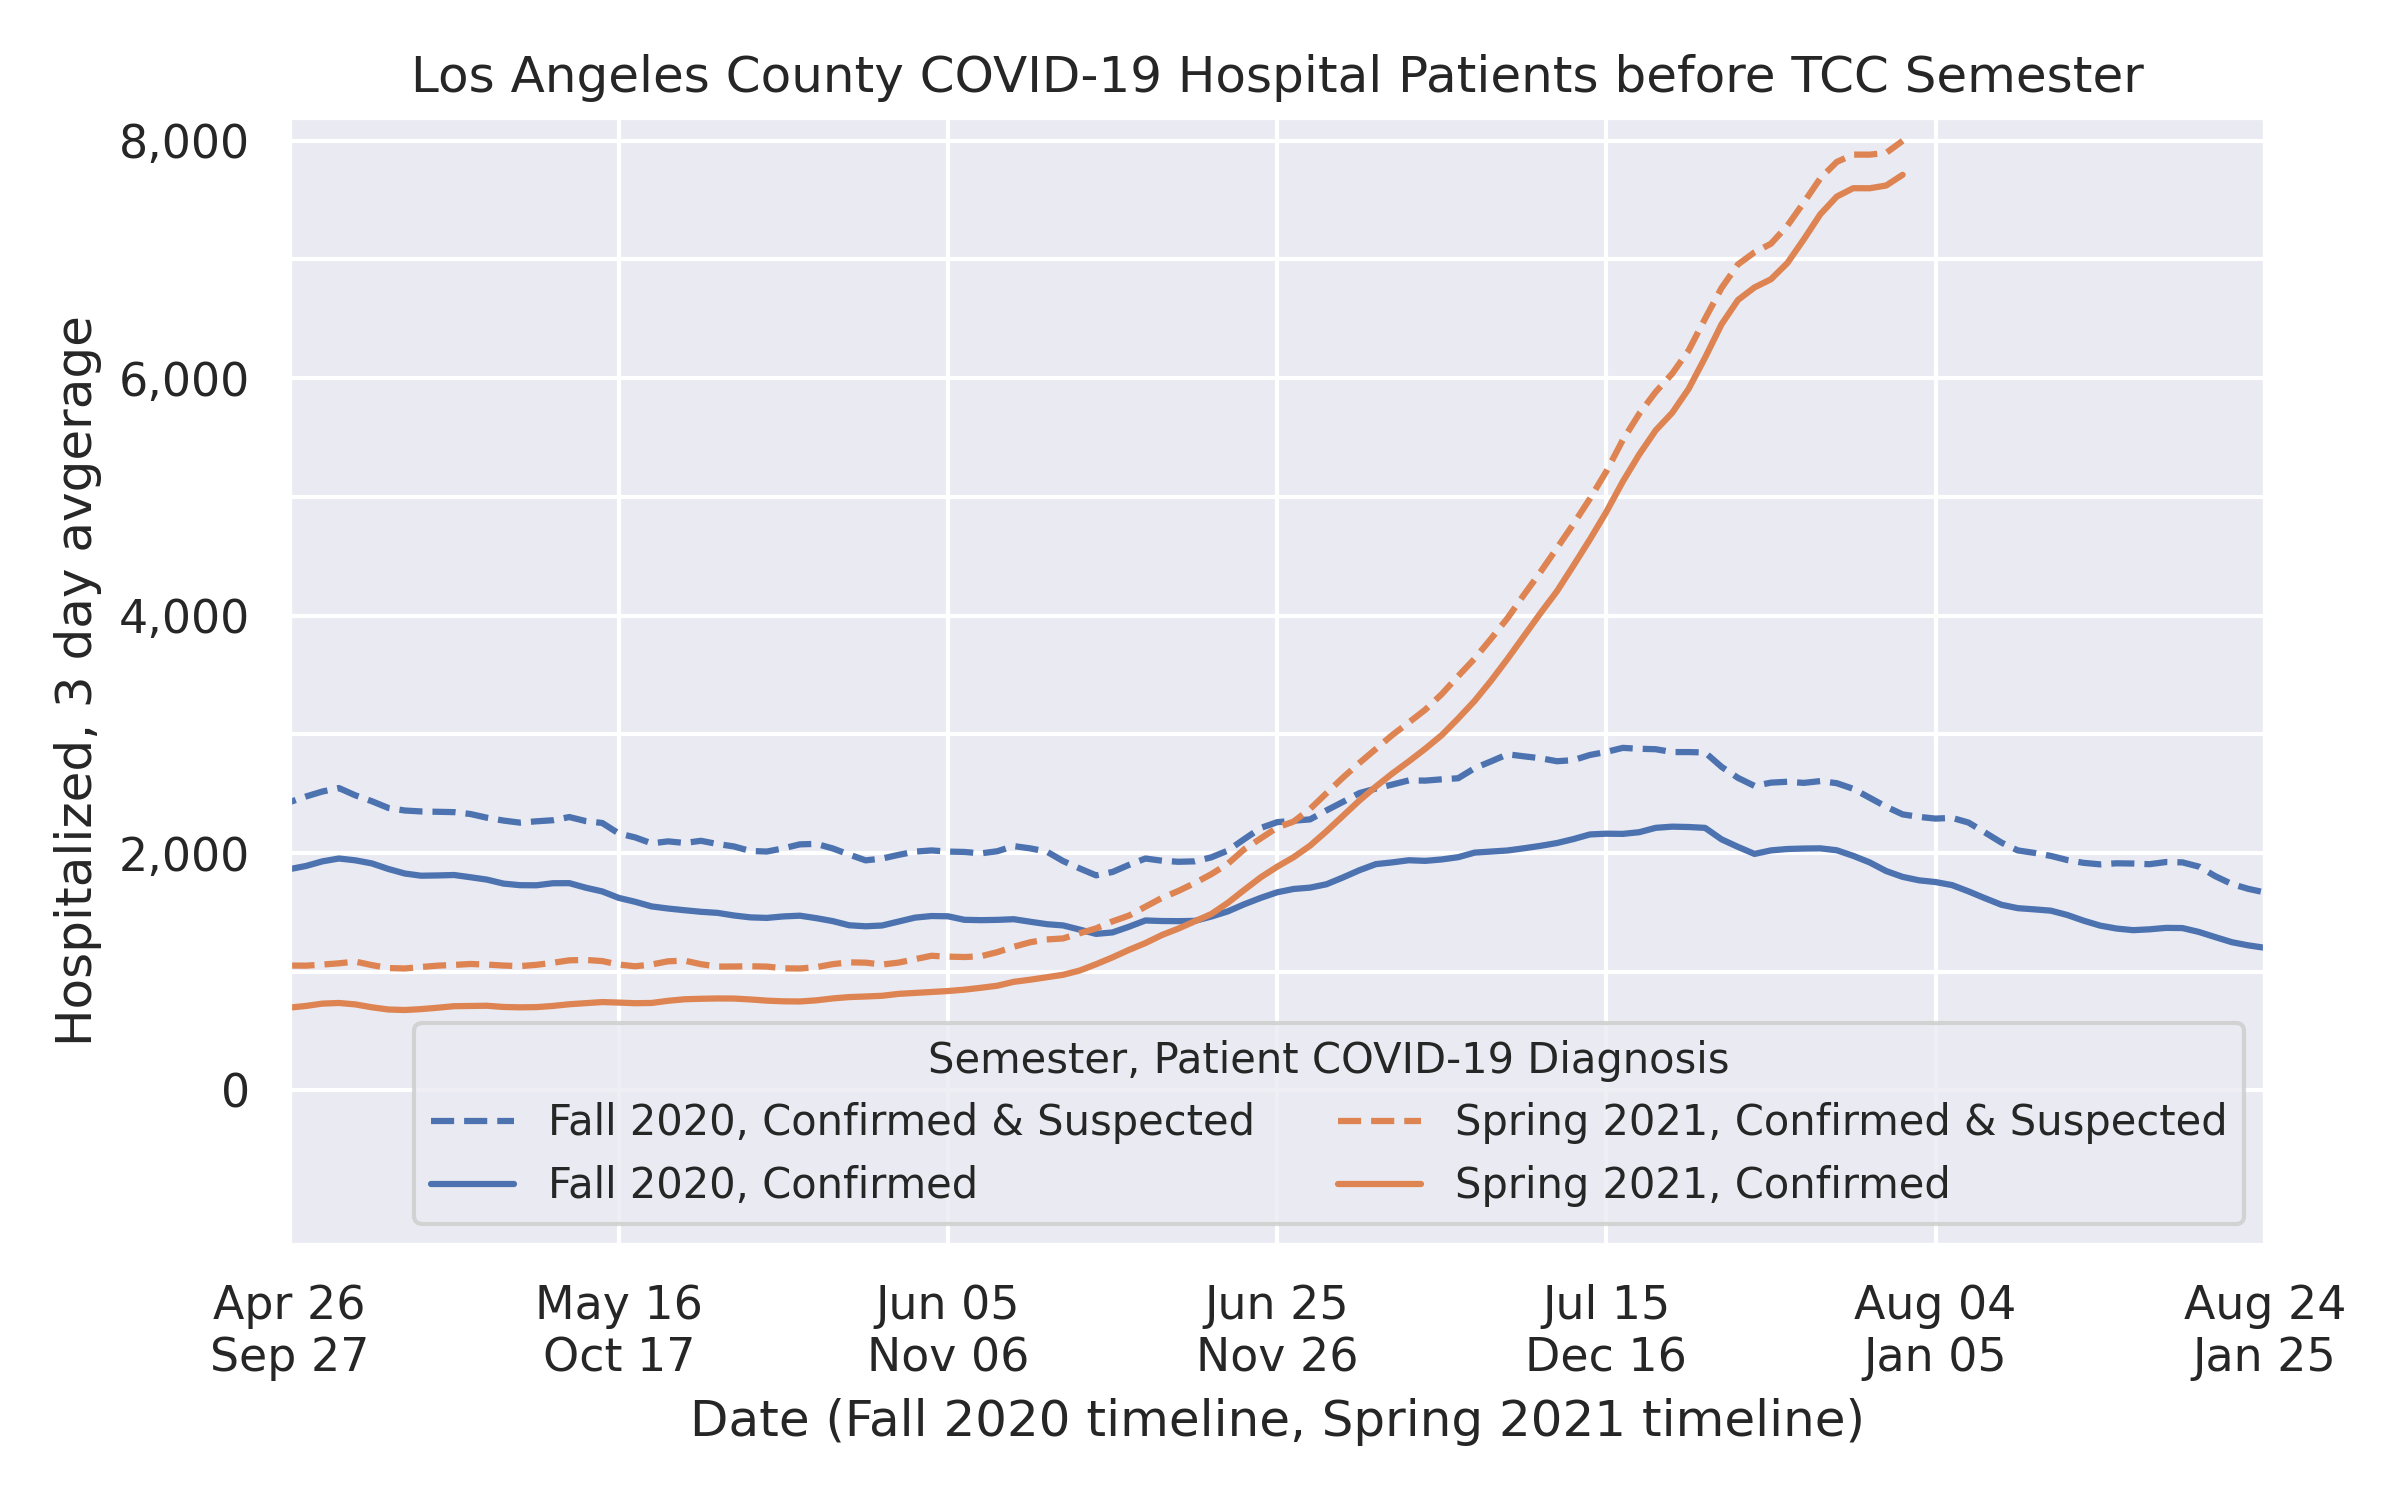 Los Angeles County COVID-19 Hospital Patients before TCC Semester
Hospitalized, 3 day avgerage
8,000
6,000
4,000
2,000
0
Semester, Patient COVID-19 Diagnosis
Fall 2020, Confirmed & Suspected
Fall 2020, Confirmed
Spring 2021, Confirmed & Suspected
Spring 2021, Confirmed
Apr 26
Sep 27
May 16
Oct 17
Jun 05
Nov 06
Jun 25
Nov 26
Jul 15
Dec 16
Aug 04
Jan 05
Aug 24
Jan 25
Date (Fall 2020 timeline, Spring 2021 timeline)